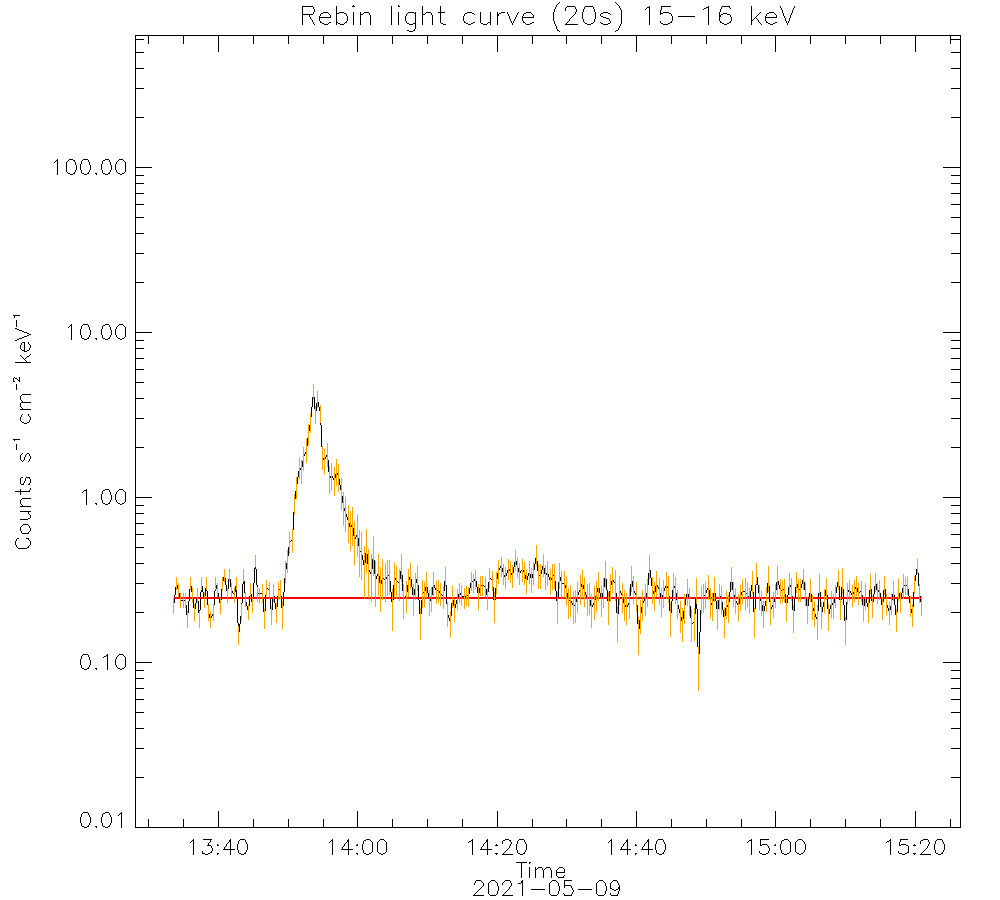 Rebin light curve (20s) 15−16 keV
Counts s⁻¹ cm⁻² keV⁻¹
100.00
10.00
1.00
0.10
0.01
13:40 14:00 14:20 14:40 15:00 15:20
Time
2021−05−09